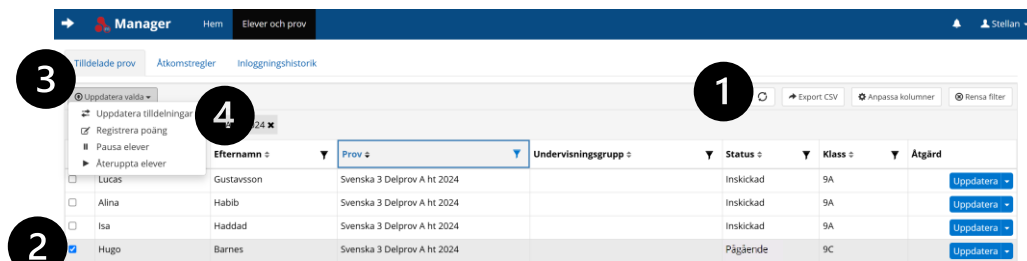 Manager Hem Elever och prov Stellan
Tilldelade prov Åtkomstregler Inloggningshistorik
3 1
Uppdatera valda Export CSV Anpassa kolumner Rensa filter
Uppdatera tilldelningar 4 24
Registrera poäng
Pausa elever
Återuppta elever
Efternamn Prov Undervisningsgrupp Status Klass Åtgärd
Lucas Gustavsson Svenska 3 Delprov A ht 2024 Inskickad 9A Uppdatera
Alina Habib Svenska 3 Delprov A ht 2024 Inskickad 9A Uppdatera
Isa Haddad Svenska 3 Delprov A ht 2024 Inskickad 9A Uppdatera
2 Hugo Barnes Svenska 3 Delprov A ht 2024 Pågående 9C Uppdatera